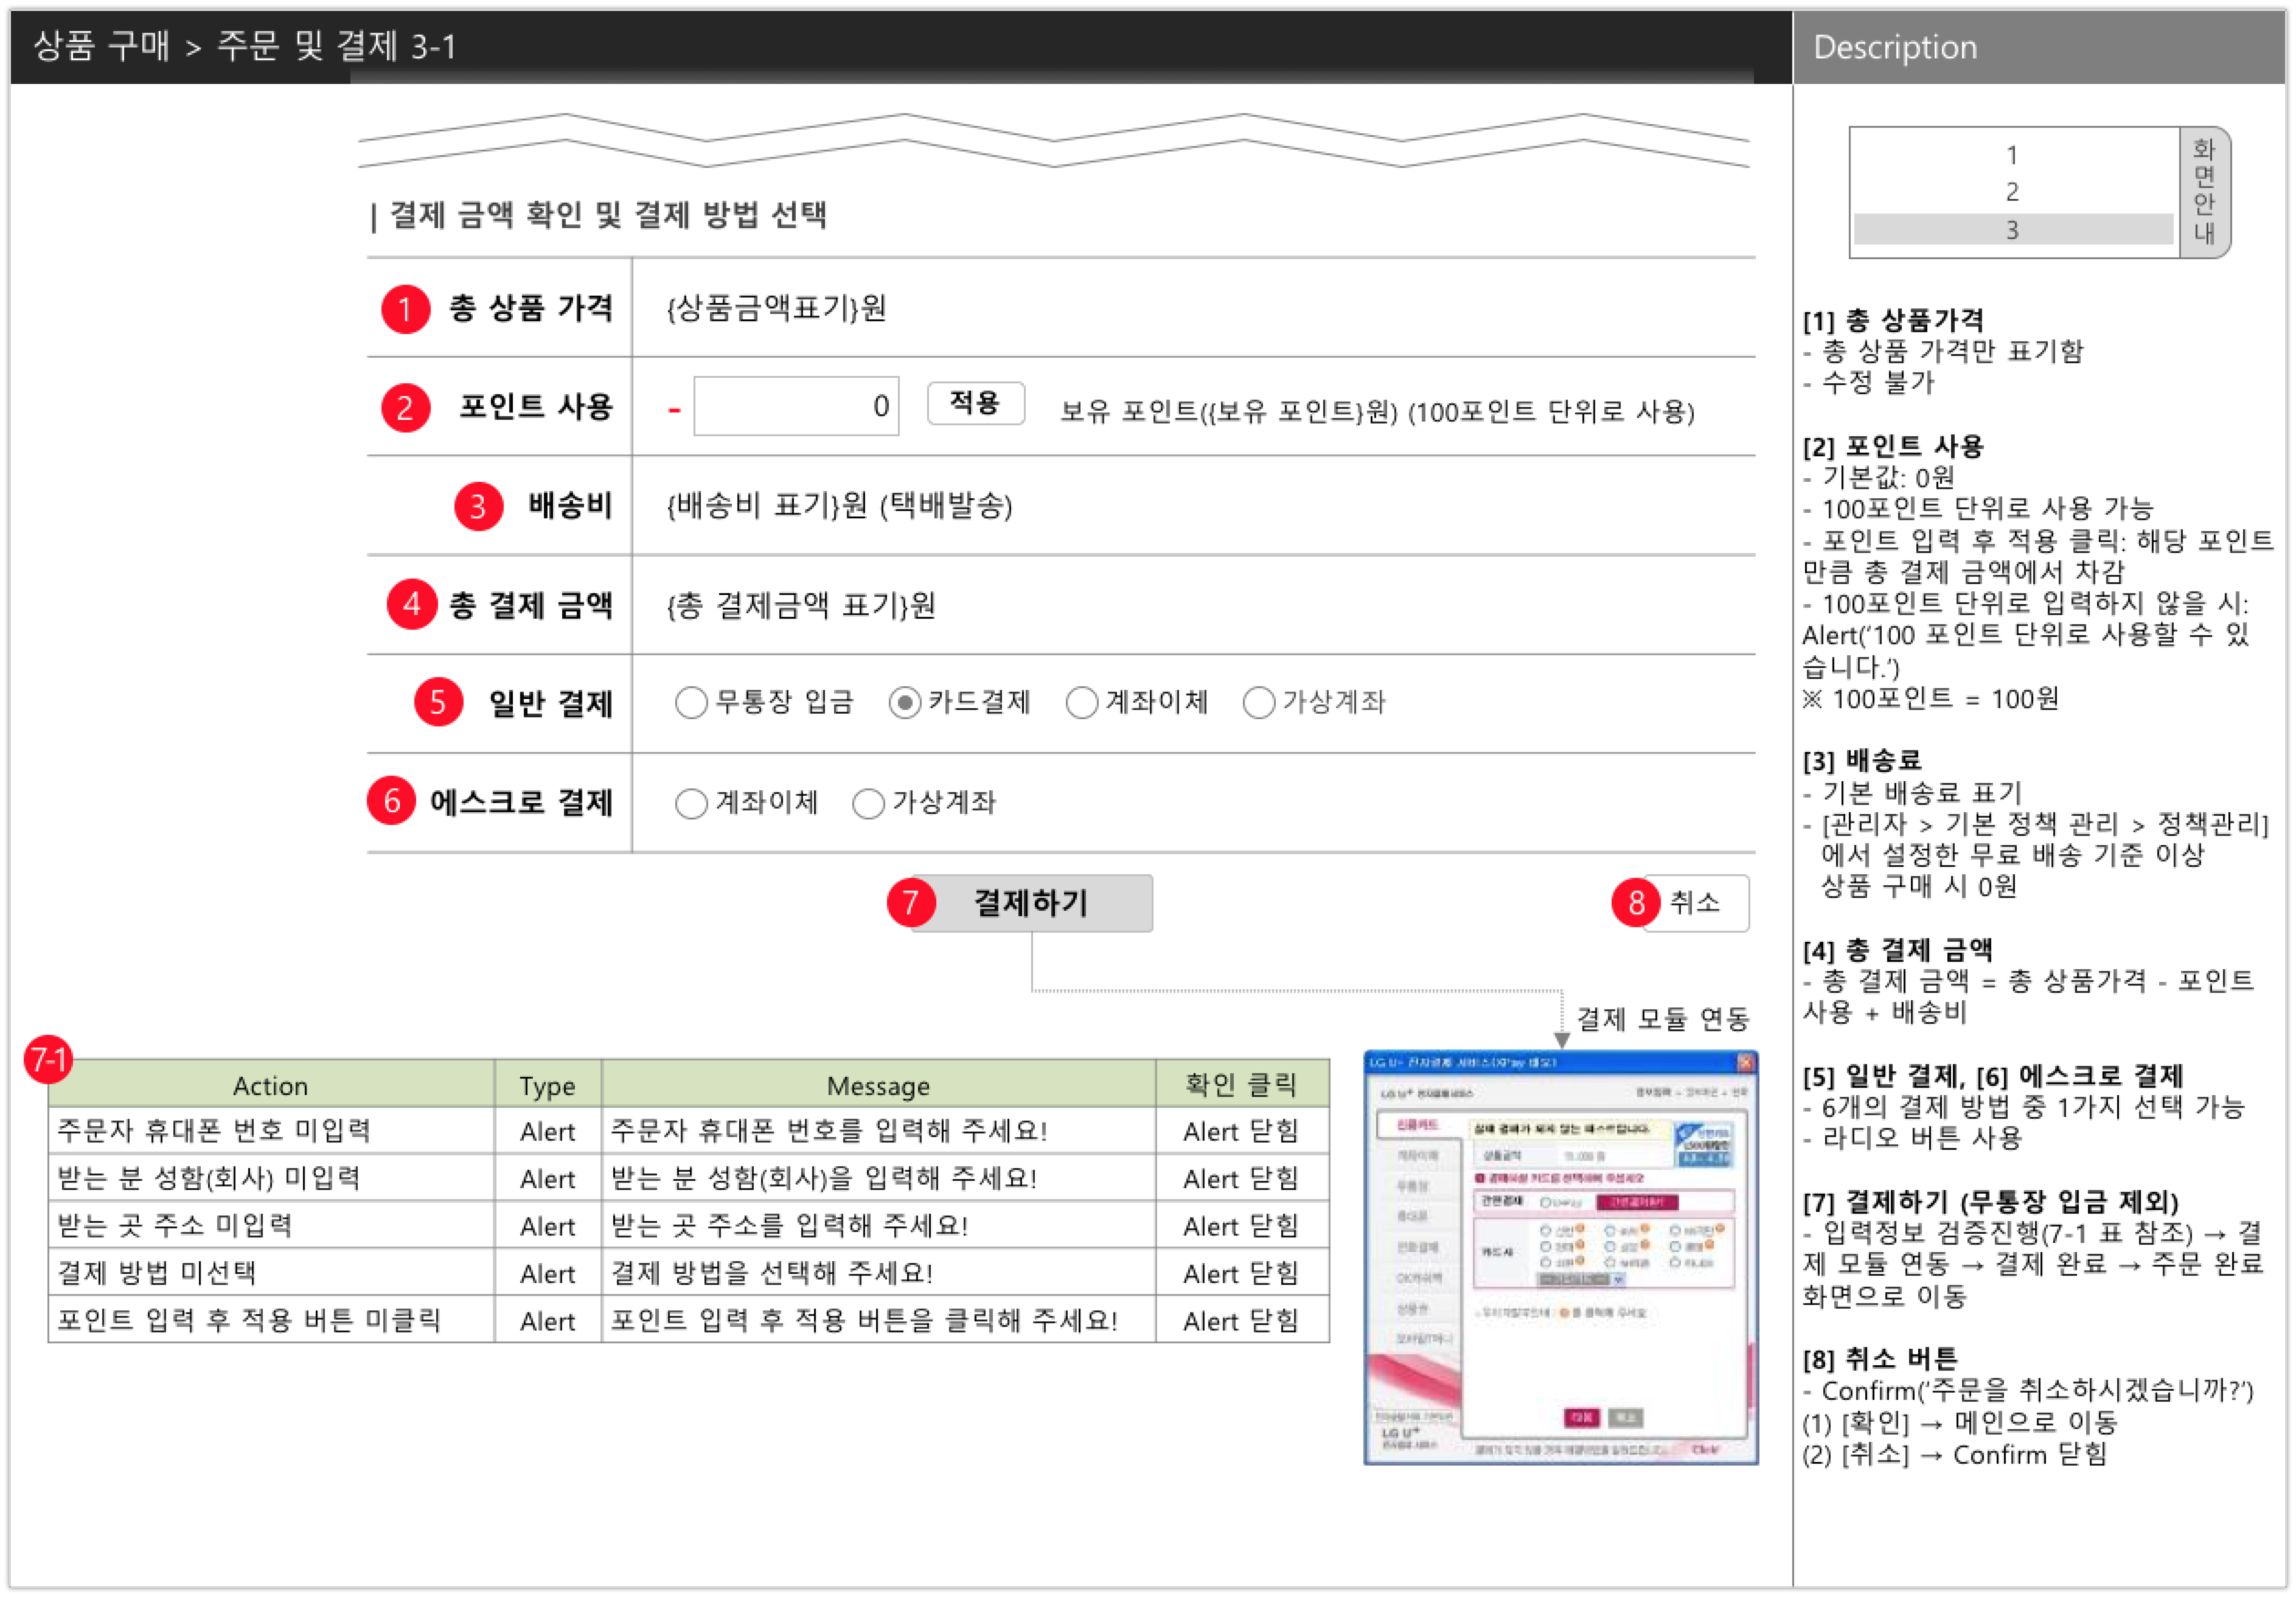 상품 구매 > 주문 및 결제 3-1
Description
| 결제 금액 확인 및 결제 방법 선택
1 총 상품 가격 {상품금액표기}원
2 포인트 사용 - 0 적용 보유 포인트({보유 포인트}원) (100포인트 단위로 사용)
3 배송비 {배송비 표기}원 (택배발송)
4 총 결제 금액 {총 결제금액 표기}원
5 일반 결제 무통장 입금 카드결제 계좌이체 가상계좌
6 에스크로 결제 계좌이체 가상계좌
7 결제하기
8 취소
결제 모듈 연동
7-1
Action Type Message 확인 클릭
주문자 휴대폰 번호 미입력 Alert 주문자 휴대폰 번호를 입력해 주세요! Alert 닫힘
받는 분 성함(회사) 미입력 Alert 받는 분 성함(회사)을 입력해 주세요! Alert 닫힘
받는 곳 주소 미입력 Alert 받는 곳 주소를 입력해 주세요! Alert 닫힘
결제 방법 미선택 Alert 결제 방법을 선택해 주세요! Alert 닫힘
포인트 입력 후 적용 버튼 미클릭 Alert 포인트 입력 후 적용 버튼을 클릭해 주세요! Alert 닫힘
신용카드
상품금액
간편결제
카드사
LG U+
Click!
1
2
3
화면안내
[1] 총 상품가격
- 총 상품 가격만 표기함
- 수정 불가
[2] 포인트 사용
- 기본값: 0원
- 100포인트 단위로 사용 가능
- 포인트 입력 후 적용 클릭: 해당 포인트
만큼 총 결제 금액에서 차감
- 100포인트 단위로 입력하지 않을 시:
Alert(‘100 포인트 단위로 사용할 수 있
습니다.’)
※ 100포인트 = 100원
[3] 배송료
- 기본 배송료 표기
- [관리자 > 기본 정책 관리 > 정책관리]
에서 설정한 무료 배송 기준 이상
상품 구매 시 0원
[4] 총 결제 금액
- 총 결제 금액 = 총 상품가격 - 포인트
사용 + 배송비
[5] 일반 결제, [6] 에스크로 결제
- 6개의 결제 방법 중 1가지 선택 가능
- 라디오 버튼 사용
[7] 결제하기 (무통장 입금 제외)
- 입력정보 검증진행(7-1 표 참조) → 결
제 모듈 연동 → 결제 완료 → 주문 완료
화면으로 이동
[8] 취소 버튼
- Confirm(‘주문을 취소하시겠습니까?’)
(1) [확인] → 메인으로 이동
(2) [취소] → Confirm 닫힘